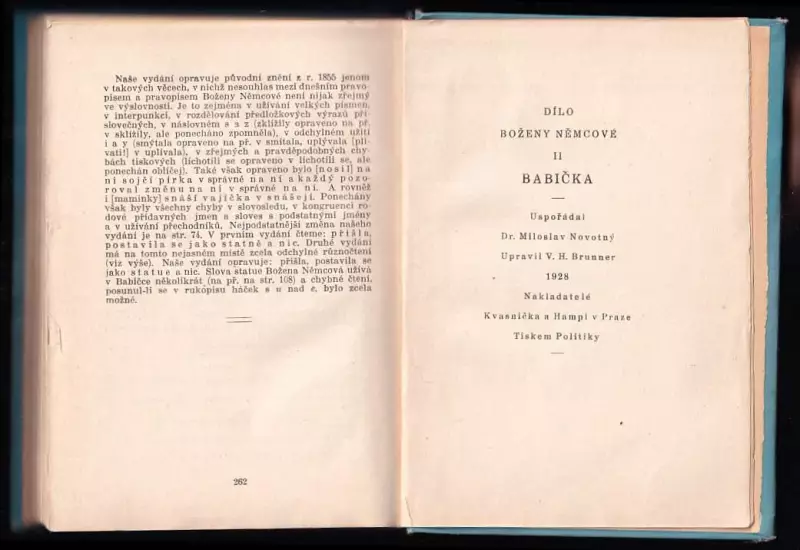 Naše vydání opravuje původní znění z r. 1855 jenom
v takových věcech, v nichž nesouhlas mezi dnešním pravo-
pisem a pravopisem Boženy Němcové není nijak zřejmý
ve výslovnosti. Je to zejména v užívání velkých písmen,
v interpunkci, v rozdělování předložkových výrazů pří-
slovečných, v náslovném s a z (zklížily opraveno na př.
v sklížily, ale ponecháno zpomněla), v odchylném užití
i a y (smýtala opraveno na př. v smítala, uplývala [pli-
vati!] v uplívala), v zřejmých a pravděpodobných chy-
bách tiskových (lichotili se opraveno v lichotila se, ale
ponechán obličej). Také však opraveno bylo [nosil] na
ni sojčí pírka v správné na ní a každý pozo-
roval změnu na ni v správné na ní. A rovněž
i [maminky] snáší vajíčka v snášejí. Ponechány
však byly všechny chyby v slovosledu, v kongruenci ro-
dové přídavných jmen a sloves s podstatnými jmény
a v užívání přechodníků. Nejpodstatnější změna našeho
vydání je na str. 74. V prvním vydání čteme: přišla,
postavila se jako statně a nic. Druhé vydání
má na tomto nejasném místě zcela odchylné různočtení
(viz výše). Naše vydání opravuje: přišla, postavila se
jako statue a nic. Slova statue Božena Němcová užívá
v Babičce několikrát (na př. na str. 108) a chybné čtení,
posunul-li se v rukopisu háček s u nad e, bylo zcela
možné.
262
DÍLO
BOŽENY NĚMCOVÉ
II
BABIČKA
Uspořádal
Dr. Miloslav Novotný
Upravil V. H. Brunner
1928
Nakladatelé
Kvasnička a Hampl v Praze
Tiskem Politiky